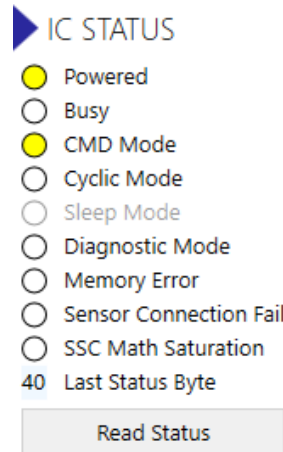 IC STATUS
Powered
Busy
CMD Mode
Cyclic Mode
Sleep Mode
Diagnostic Mode
Memory Error
Sensor Connection Fail
SSC Math Saturation
40 Last Status Byte
Read Status